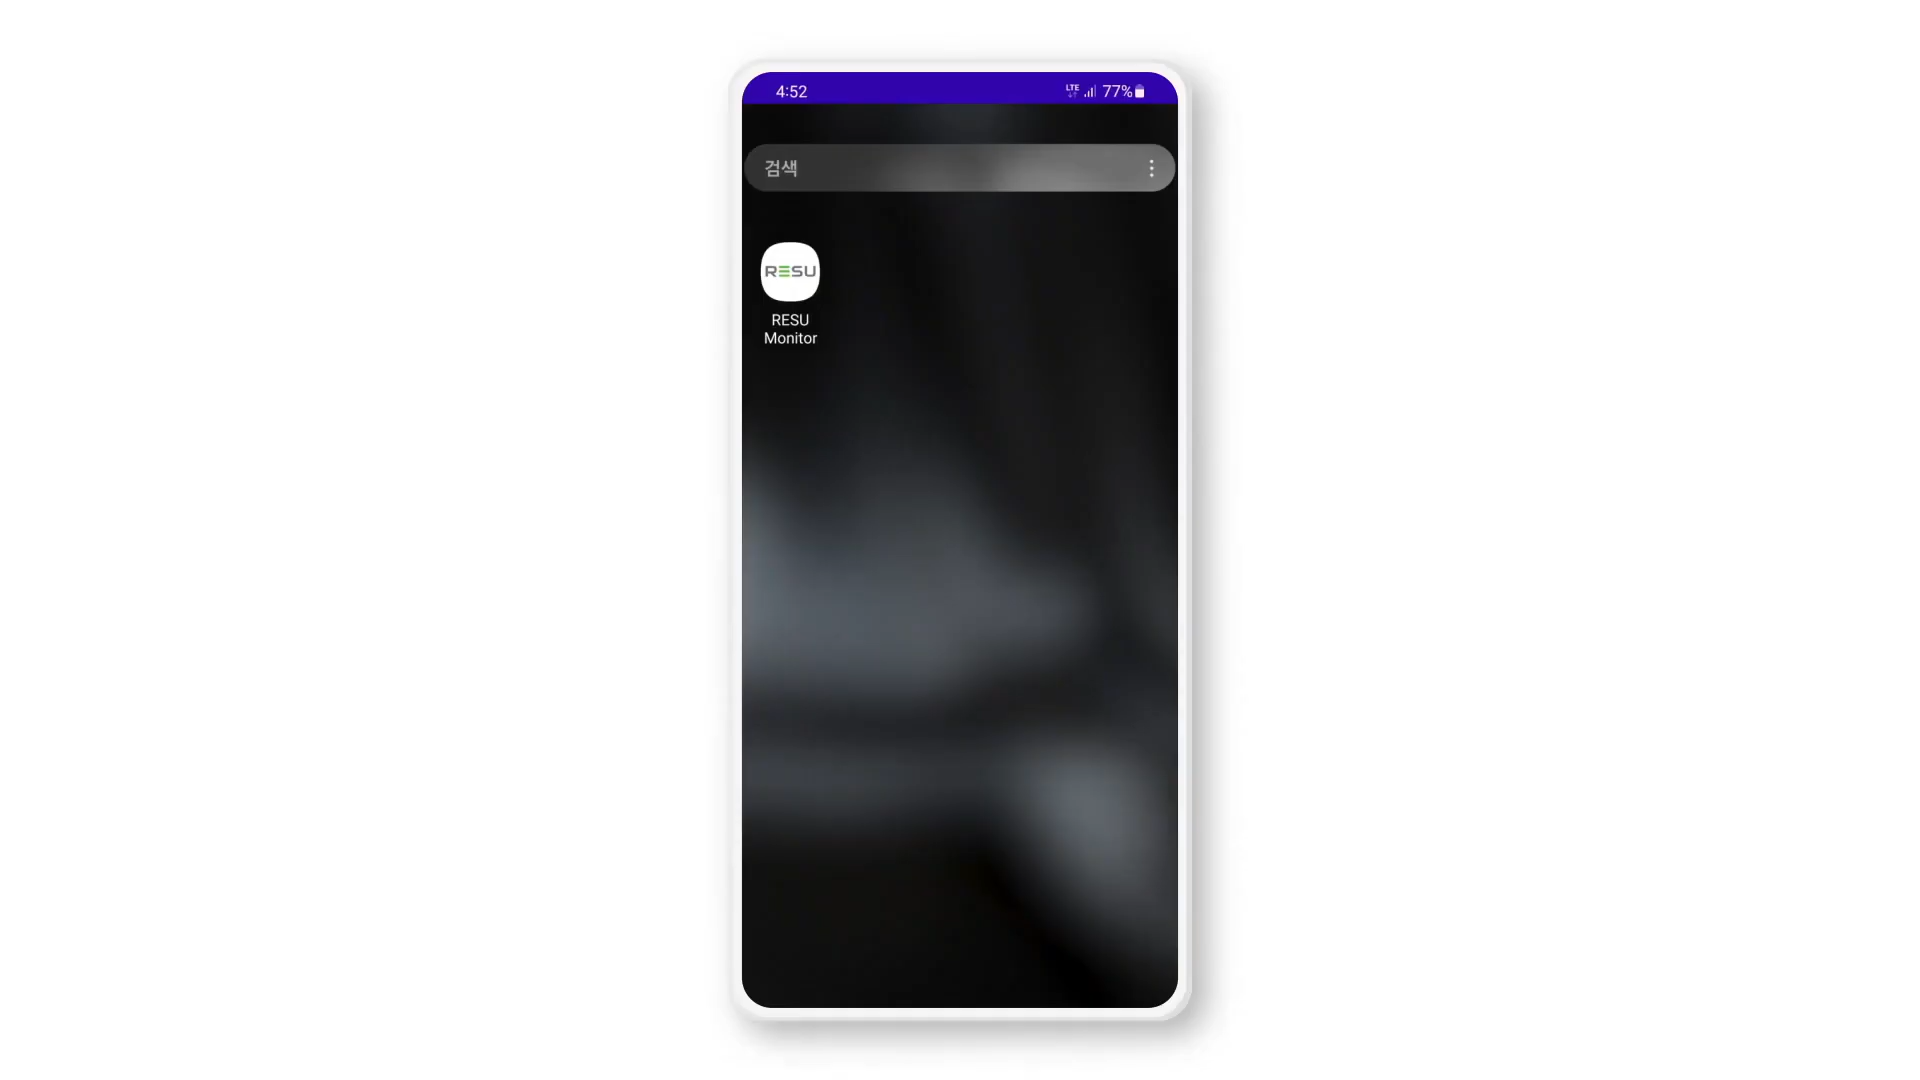 4:52
LTE 77%
검색
RESU
RESU
Monitor